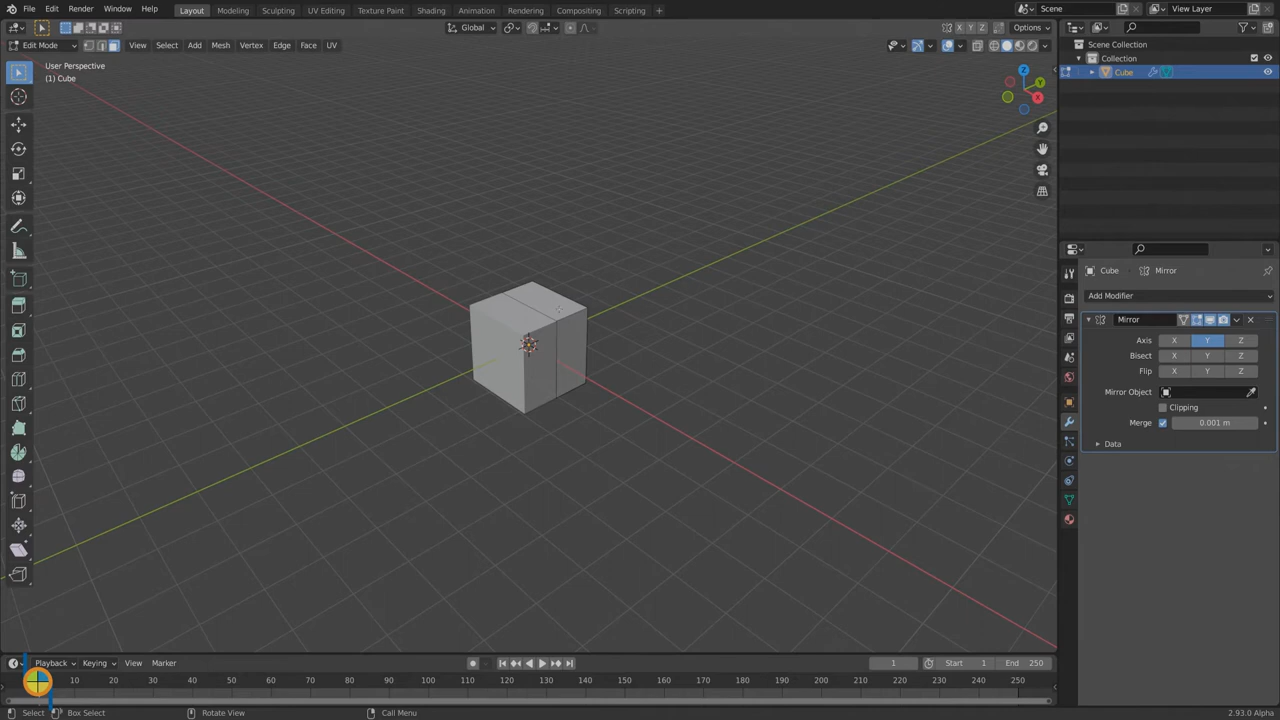 File Edit Render Window Help Layout Modeling Sculpting UV Editing Texture Paint Shading Animation Rendering Compositing Scripting + Scene View Layer
Global X Y Z Options
Edit Mode View Select Add Mesh Vertex Edge Face UV
User Perspective
(1) Cube
Z
Y
X
Scene Collection
Collection
Cube
Cube Mirror
Add Modifier
Mirror
Axis X Y Z
Bisect X Y Z
Flip X Y Z
Mirror Object
Clipping
Merge 0.001 m
Data
Playback Keying View Marker 1 Start 1 End 250
10 20 30 40 50 60 70 80 90 100 110 120 130 140 150 160 170 180 190 200 210 220 230 240 250
Select Box Select Rotate View Call Menu 2.93.0 Alpha